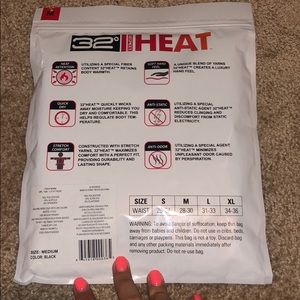 M
32° HEAT
HEAT RETENTION
UTILIZING A SPECIAL FIBER
CONTENT 32°HEAT™ RETAINS
BODY WARMTH.
SOFT HAND FEEL
A UNIQUE BLEND OF YARNS
32°HEAT™ CREATES A LUXURY
HAND FEEL.
QUICK DRY
32°HEAT™ QUICKLY WICKS
AWAY MOISTURE KEEPING YOU
DRY AND COMFORTABLE. THIS
HELPS REGULATE BODY TEM-
PERATURE.
ANTI-STATIC
UTILIZING A SPECIAL
ANTI-STATIC AGENT 32°HEAT™
REDUCES CLINGING AND
DISCOMFORT FROM STATIC
ELECTRICITY.
STRETCH COMFORT
CONSTRUCTED WITH STRETCH
YARNS, 32°HEAT™ MAXIMIZES
COMFORT WITH A PERFECT FIT,
PROVIDING DURABILITY AND
LASTING SHAPE.
ANTI-ODOR
UTILIZING A SPECIAL AGENT
32°HEAT™ MINIMIZES
UNPLEASANT ODOR CAUSED
BY PERSPIRATION.
SIZE S M L XL
WAIST 28-30 31-33 34-36
WARNING: To avoid danger of suffocation, keep this bag
away from babies and children. Do not use in cribs, beds,
carriages or playpens. This bag is not a toy. Discard bag
and any other packaging materials immediately after
removing product. Do not re-use bag.
SIZE: MEDIUM
COLOR: BLACK